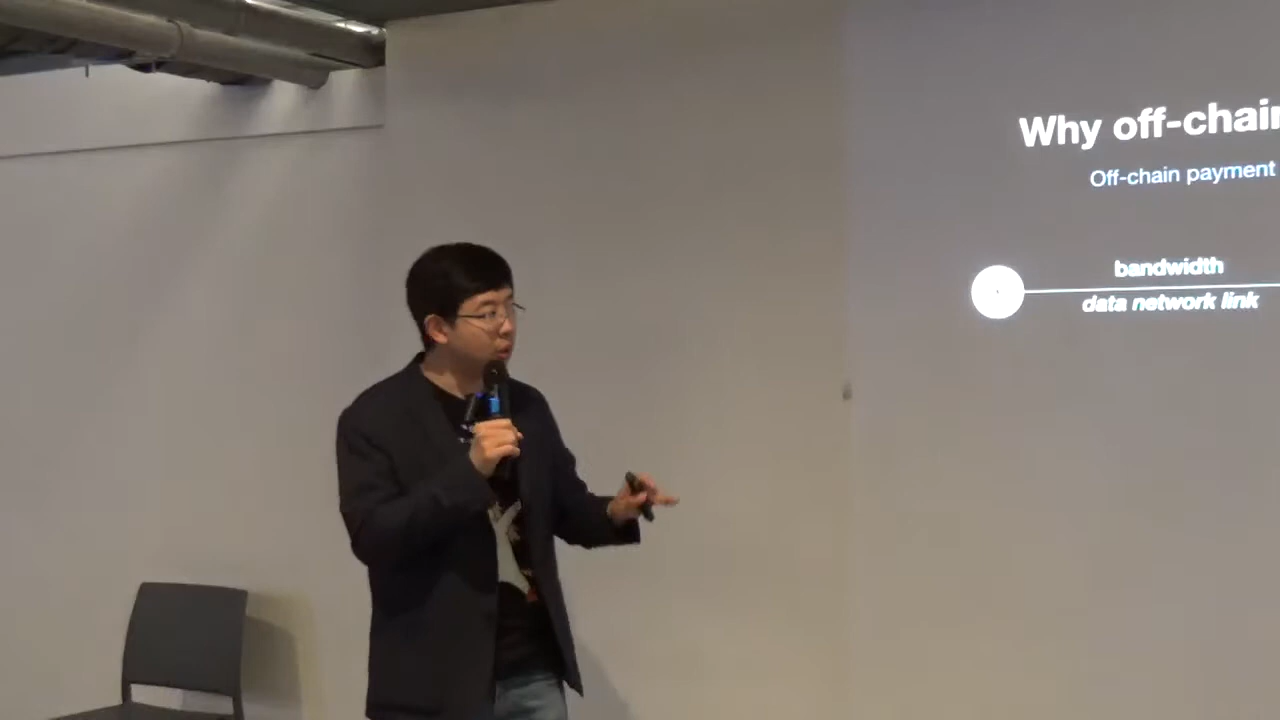 Why off-chain
Off-chain payment
bandwidth
data network link